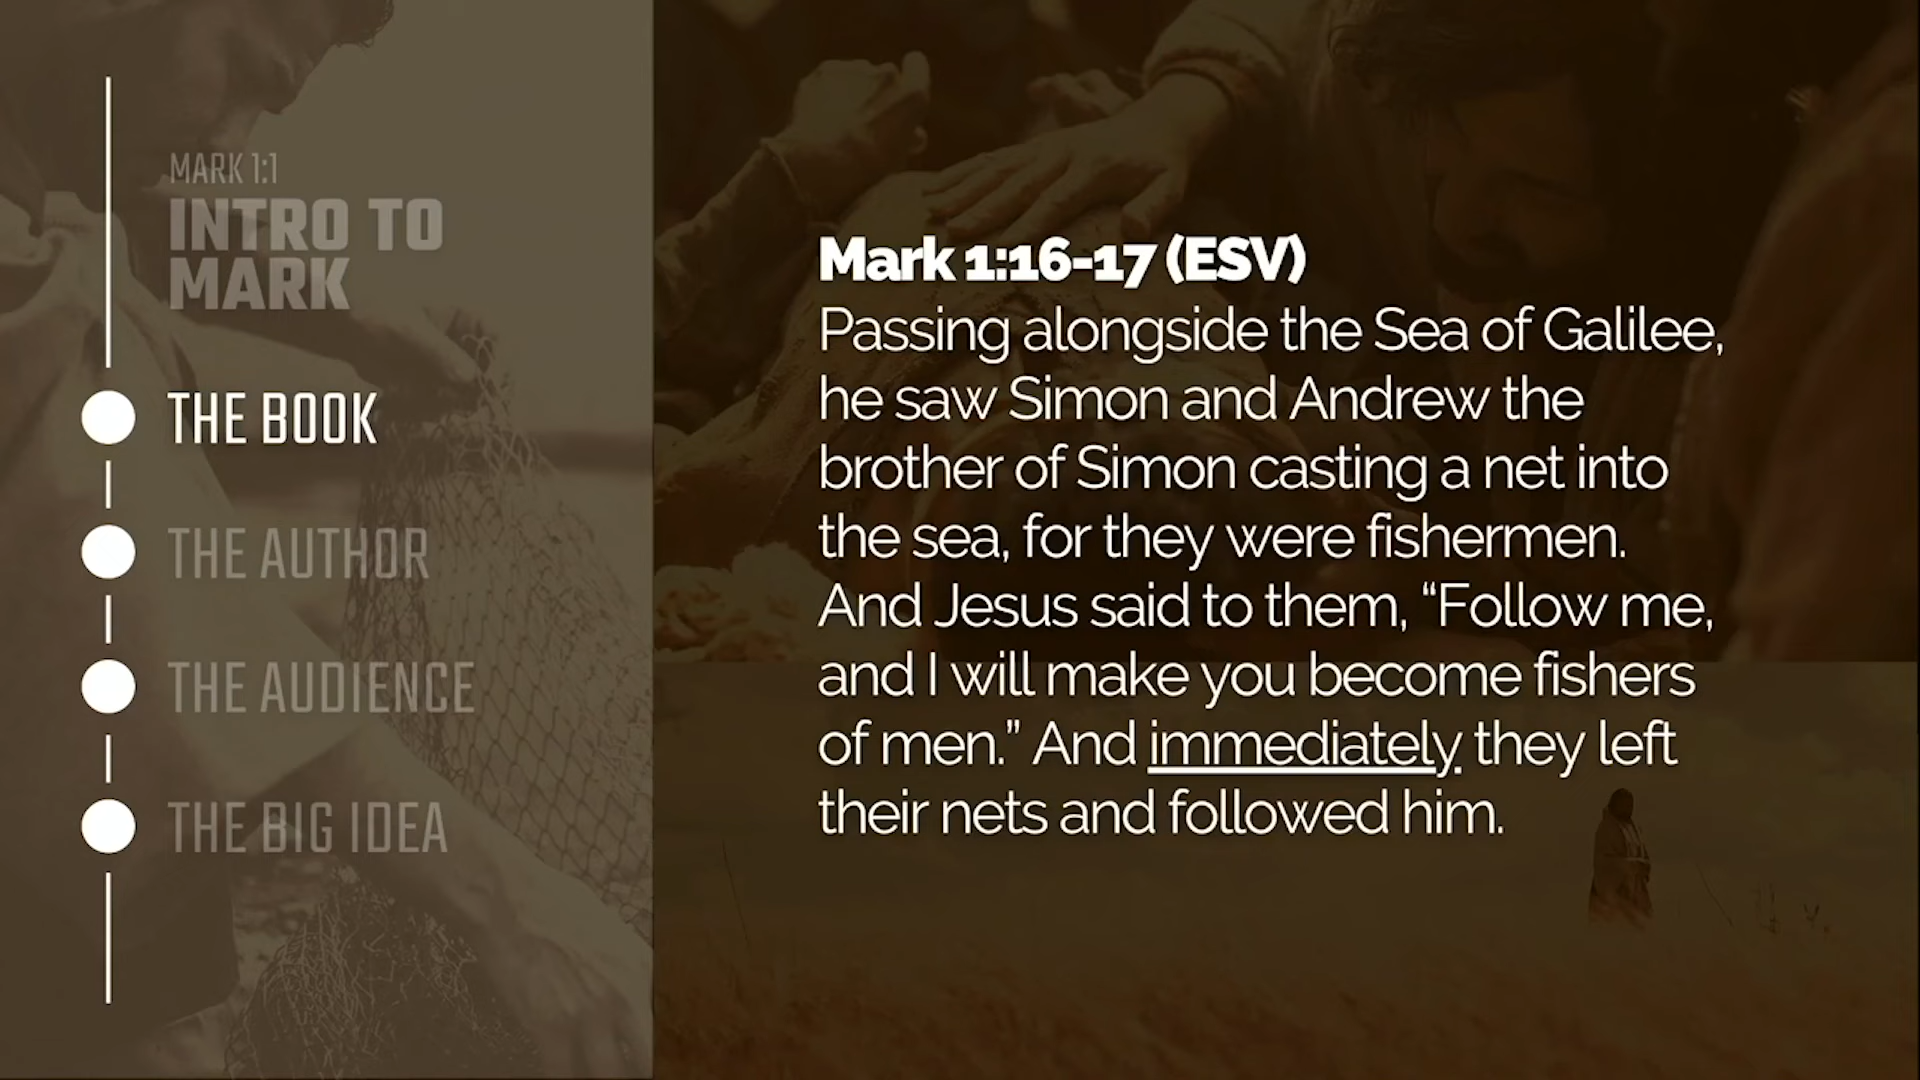 MARK 1:1
INTRO TO
MARK
THE BOOK
THE AUTHOR
THE AUDIENCE
THE BIG IDEA
Mark 1:16-17 (ESV)
Passing alongside the Sea of Galilee,
he saw Simon and Andrew the
brother of Simon casting a net into
the sea, for they were fishermen.
And Jesus said to them, “Follow me,
and I will make you become fishers
of men.” And immediately they left
their nets and followed him.